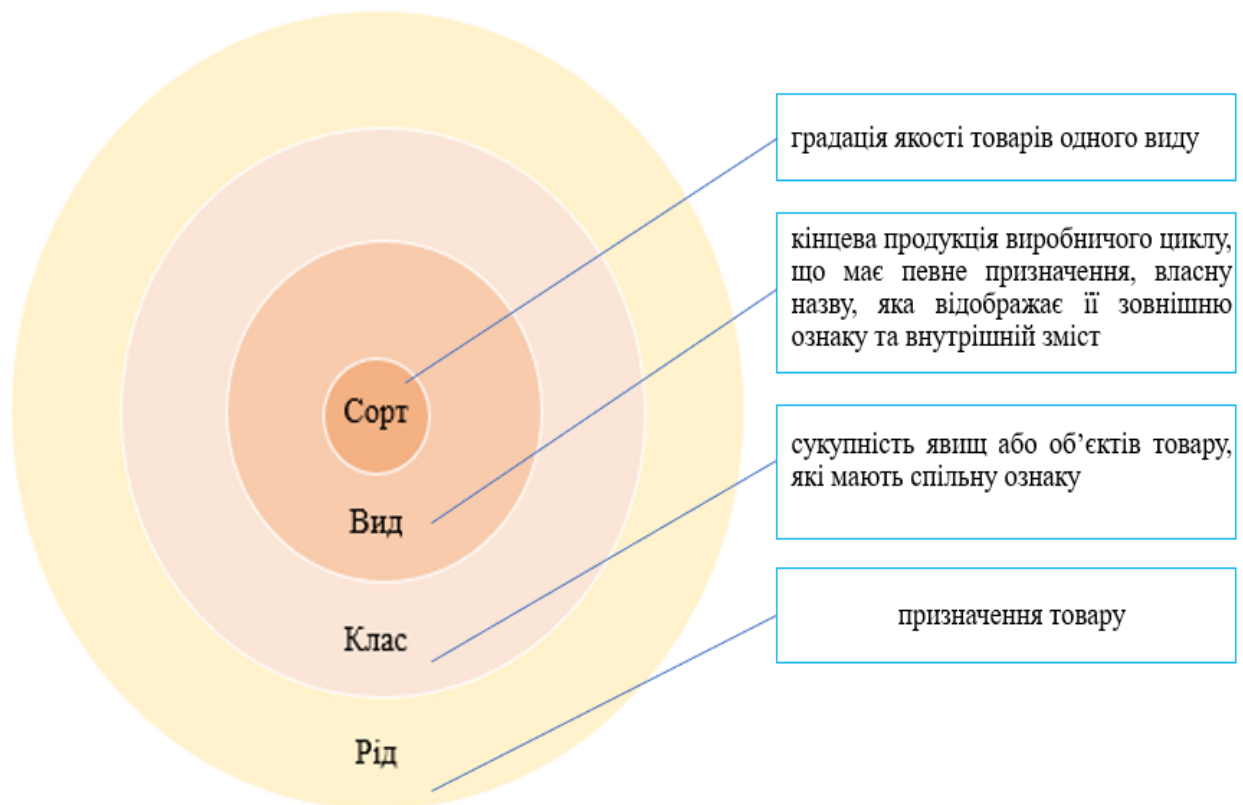 градація якості товарів одного виду
кінцева продукція виробничого циклу,
що має певне призначення, власну
назву, яка відображає її зовнішню
ознаку та внутрішній зміст
Сорт
сукупність явищ або об’єктів товару,
які мають спільну ознаку
Вид
призначення товару
Клас
Рід